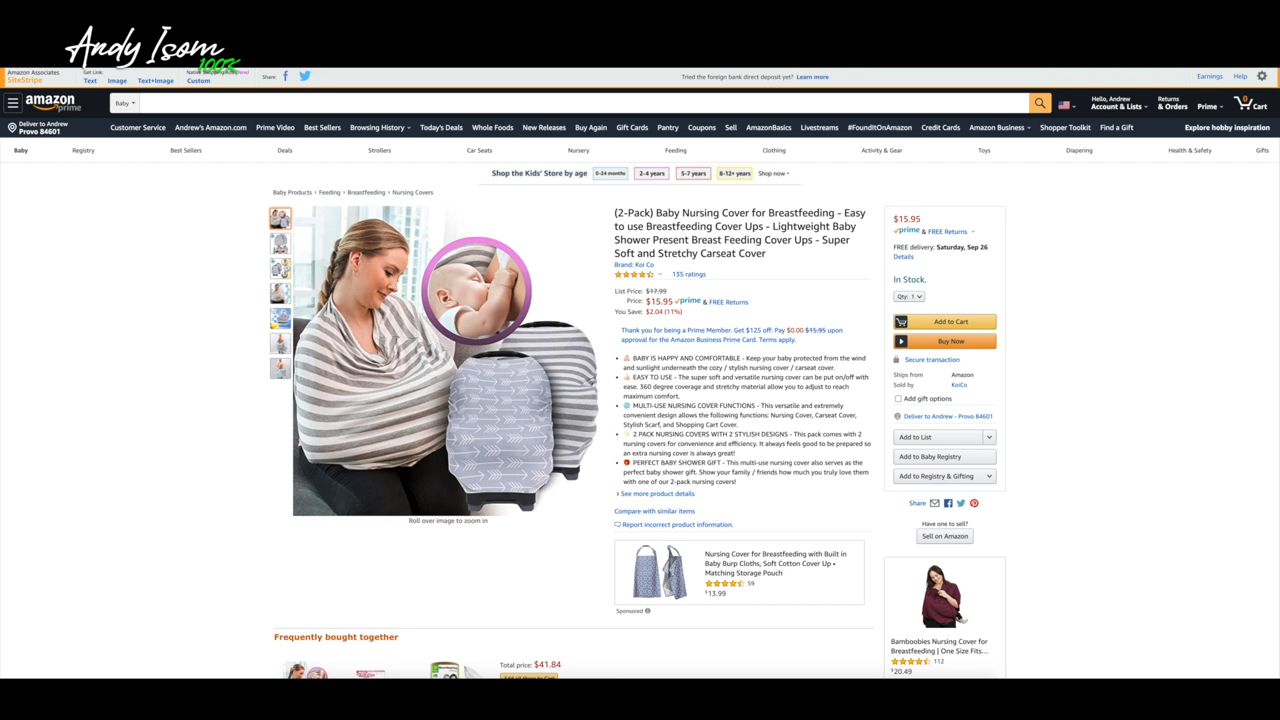 Andy Isom
100K
Amazon Associates
SiteStripe
Get Link:
Text
Image
Text+Image
Custom
Share:
Tried the foreign bank direct deposit yet? Learn more
Earnings
Help
amazon
prime
Baby
Hello, Andrew
Account & Lists
Returns
& Orders
Prime
0
Cart
Deliver to Andrew
Provo 84601
Customer Service
Andrew's Amazon.com
Prime Video
Best Sellers
Browsing History
Today's Deals
Whole Foods
New Releases
Buy Again
Gift Cards
Pantry
Coupons
Sell
AmazonBasics
Livestreams
#FoundItOnAmazon
Credit Cards
Amazon Business
Shopper Toolkit
Find a Gift
Explore hobby inspiration
Baby
Registry
Best Sellers
Deals
Strollers
Car Seats
Nursery
Feeding
Clothing
Activity & Gear
Toys
Diapering
Health & Safety
Gifts
Shop the Kids' Store by age
0-24 months
2-4 years
5-7 years
8-12+ years
Shop now
Baby Products › Feeding › Breastfeeding › Nursing Covers
Roll over image to zoom in
(2-Pack) Baby Nursing Cover for Breastfeeding - Easy
to use Breastfeeding Cover Ups - Lightweight Baby
Shower Present Breast Feeding Cover Ups - Super
Soft and Stretchy Carseat Cover
Brand: Koi Co
135 ratings
List Price: $17.99
Price: $15.95 prime & FREE Returns
You Save: $2.04 (11%)
Thank you for being a Prime Member. Get $125 off: Pay $0.00 $15.95 upon
approval for the Amazon Business Prime Card. Terms apply.
BABY IS HAPPY AND COMFORTABLE - Keep your baby protected from the wind
and sunlight underneath the cozy / stylish nursing cover / carseat cover.
EASY TO USE - The super soft and versatile nursing cover can be put on/off with
ease. 360 degree coverage and stretchy material allow you to adjust to reach
maximum comfort.
MULTI-USE NURSING COVER FUNCTIONS - This versatile and extremely
convenient design allows the following functions: Nursing Cover, Carseat Cover,
Stylish Scarf, and Shopping Cart Cover.
2 PACK NURSING COVERS WITH 2 STYLISH DESIGNS - This pack comes with 2
nursing covers for convenience and efficiency. It always feels good to be prepared so
an extra nursing cover is always great!
PERFECT BABY SHOWER GIFT - This multi-use nursing cover also serves as the
perfect baby shower gift. Show your family / friends how much you truly love them
with one of our 2-pack nursing covers!
› See more product details
Compare with similar items
Report incorrect product information.
Nursing Cover for Breastfeeding with Built in
Baby Burp Cloths, Soft Cotton Cover Up •
Matching Storage Pouch
59
$13.99
Sponsored
Frequently bought together
Total price: $41.84
$15.95
prime & FREE Returns
FREE delivery: Saturday, Sep 26
Details
In Stock.
Qty: 1
Add to Cart
Buy Now
Secure transaction
Ships from Amazon
Sold by KoiCo
Add gift options
Deliver to Andrew - Provo 84601
Add to List
Add to Baby Registry
Add to Registry & Gifting
Share
Have one to sell?
Sell on Amazon
Bamboobies Nursing Cover for
Breastfeeding | One Size Fits...
112
$20.49